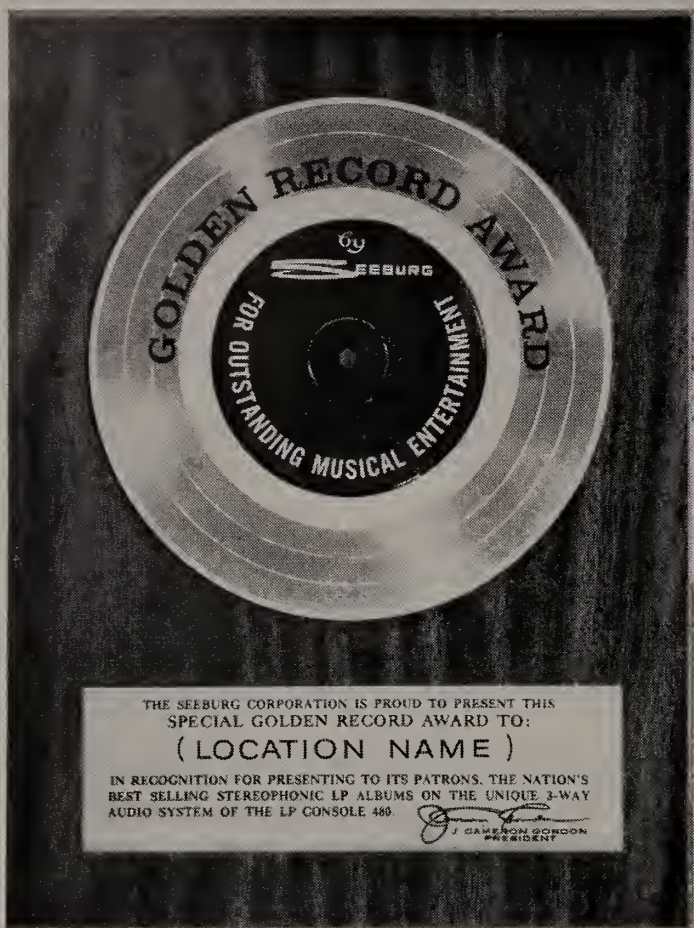 GOLDEN RECORD AWARD
by
SEEBURG
FOR OUTSTANDING MUSICAL ENTERTAINMENT
THE SEEBURG CORPORATION IS PROUD TO PRESENT THIS
SPECIAL GOLDEN RECORD AWARD TO:
(LOCATION NAME)
IN RECOGNITION FOR PRESENTING TO ITS PATRONS, THE NATION'S
BEST SELLING STEREOPHONIC LP ALBUMS ON THE UNIQUE 3-WAY
AUDIO SYSTEM OF THE LP CONSOLE 480.
J. CAMERON GORDON
PRESIDENT